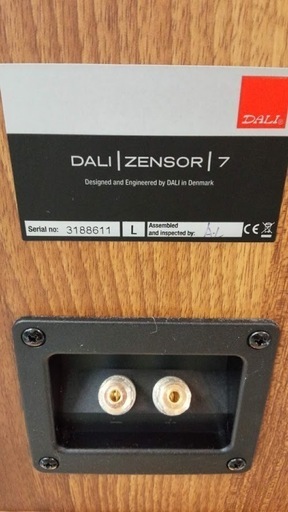 DALI
DALI | ZENSOR | 7
Designed and Engineered by DALI in Denmark
Serial no: 3188611 L Assembled and inspected by: A.L CE